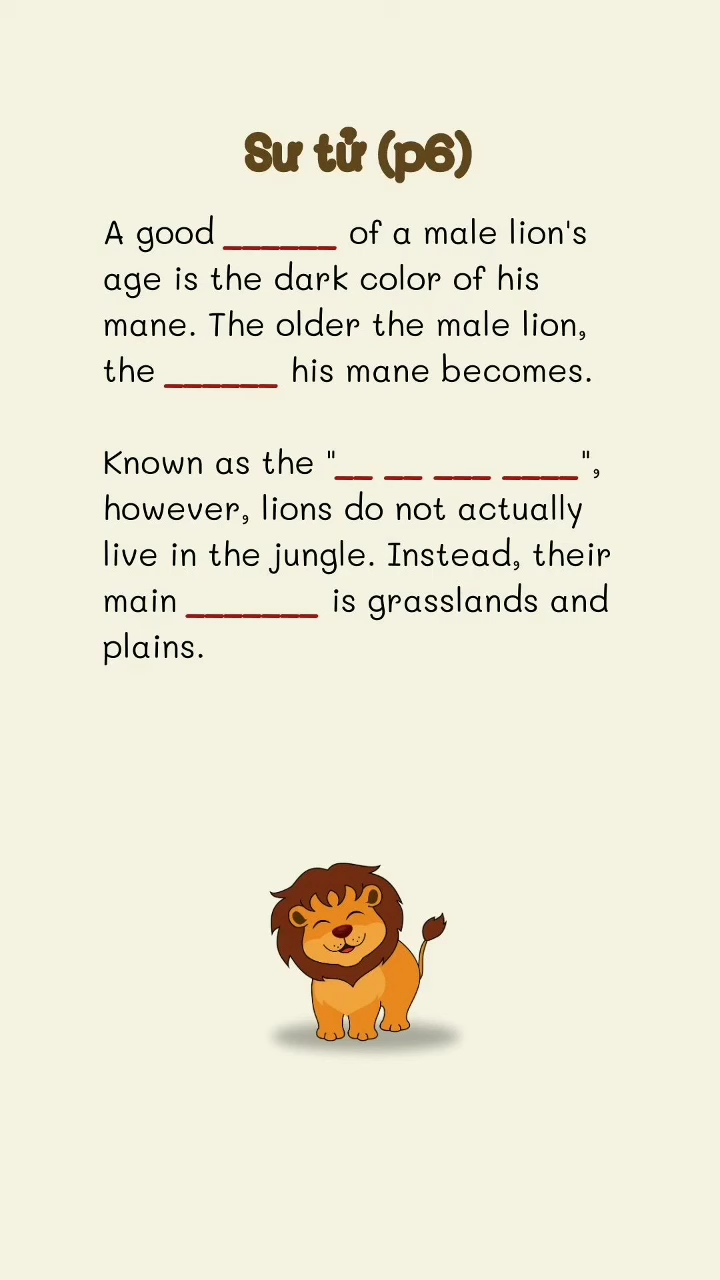 Sư tử (p6)
A good ______ of a male lion's
age is the dark color of his
mane. The older the male lion,
the ______ his mane becomes.
Known as the "__ __ ___ ____",
however, lions do not actually
live in the jungle. Instead, their
main _______ is grasslands and
plains.